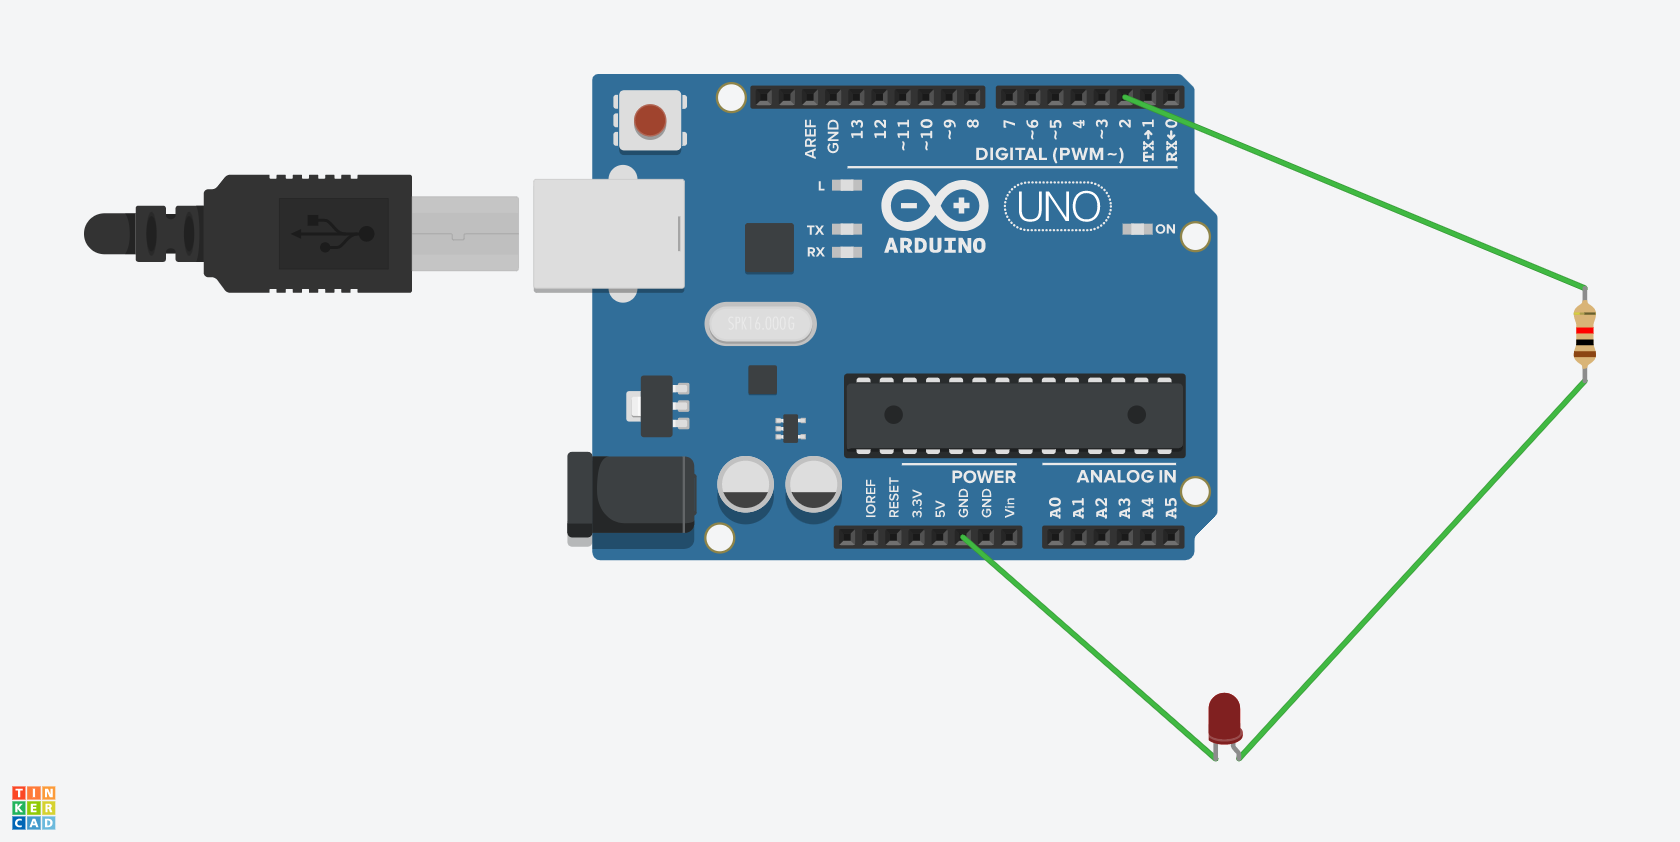 AREF
GND
13
12
~11
~10
~9
8
7
~6
~5
4
~3
2
TX→1
RX←0
DIGITAL (PWM~)
L
TX
RX
UNO
ON
ARDUINO
SPK16.000G
POWER
ANALOG IN
IOREF
RESET
3.3V
5V
GND
GND
Vin
A0
A1
A2
A3
A4
A5
TIN
KER
CAD